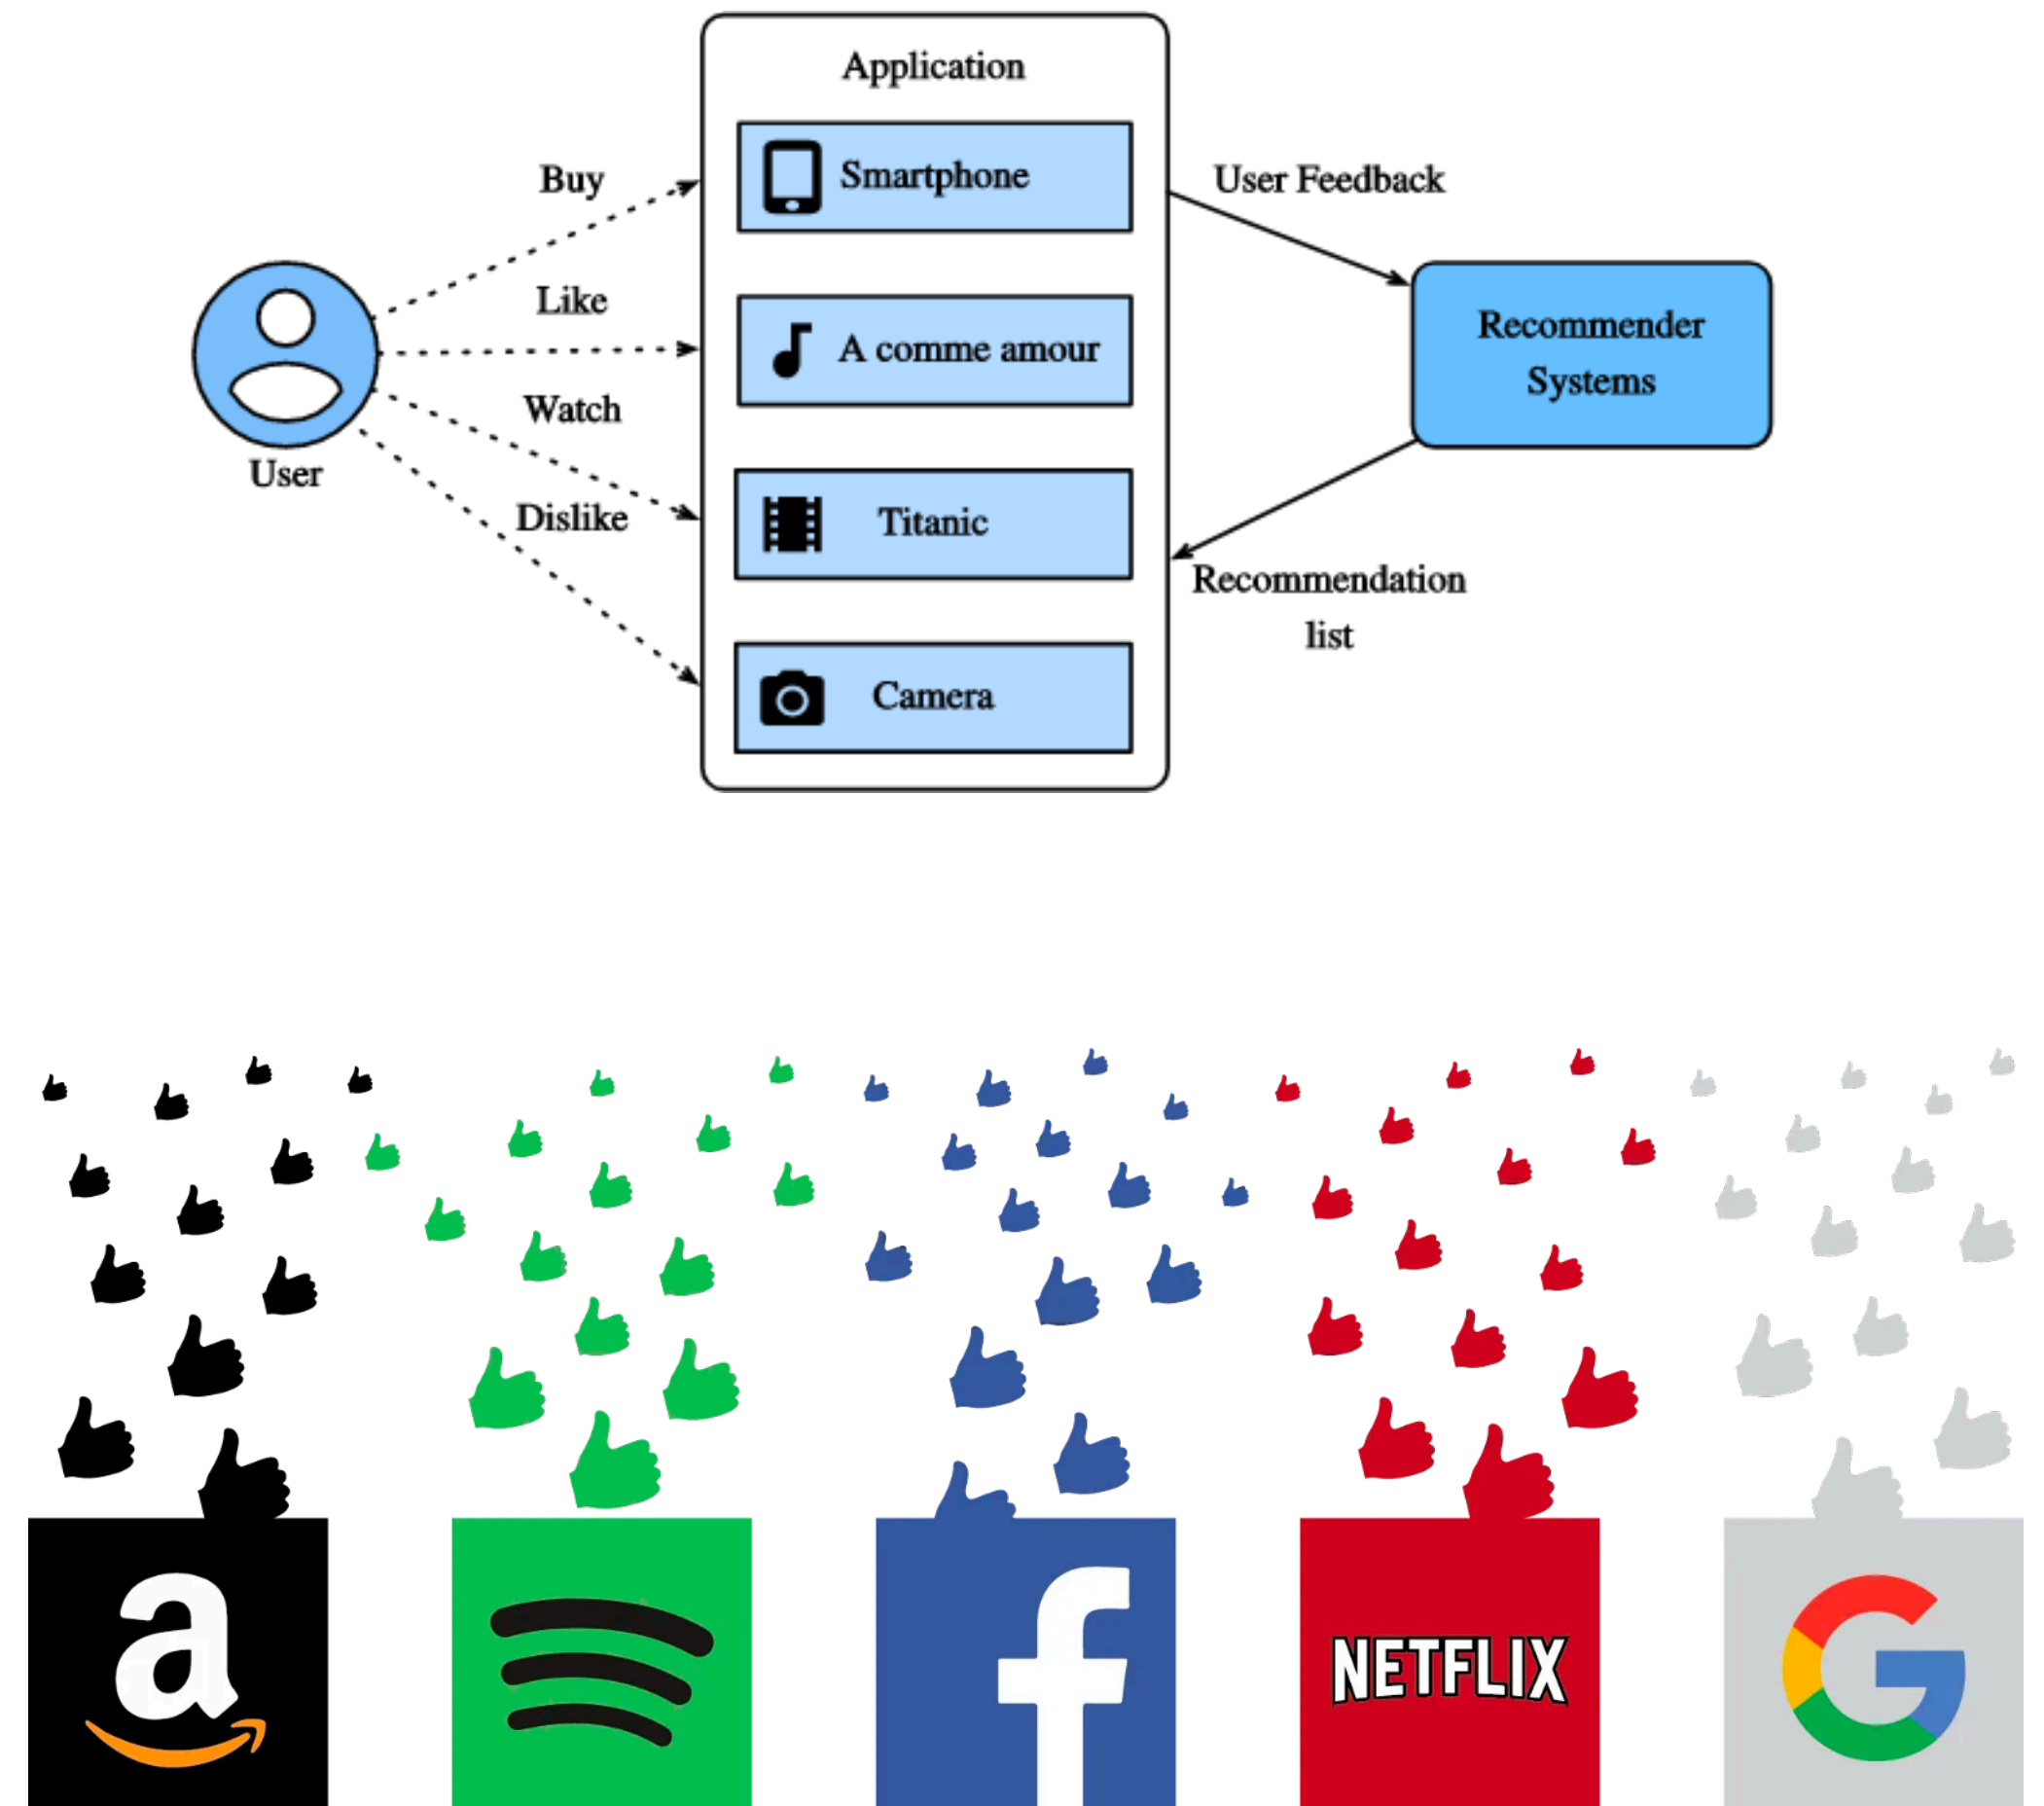 Application
Buy
Smartphone
User Feedback
Like
A comme amour
Recommender
Systems
Watch
User
Dislike
Titanic
Recommendation
list
Camera
a
f
NETFLIX
G